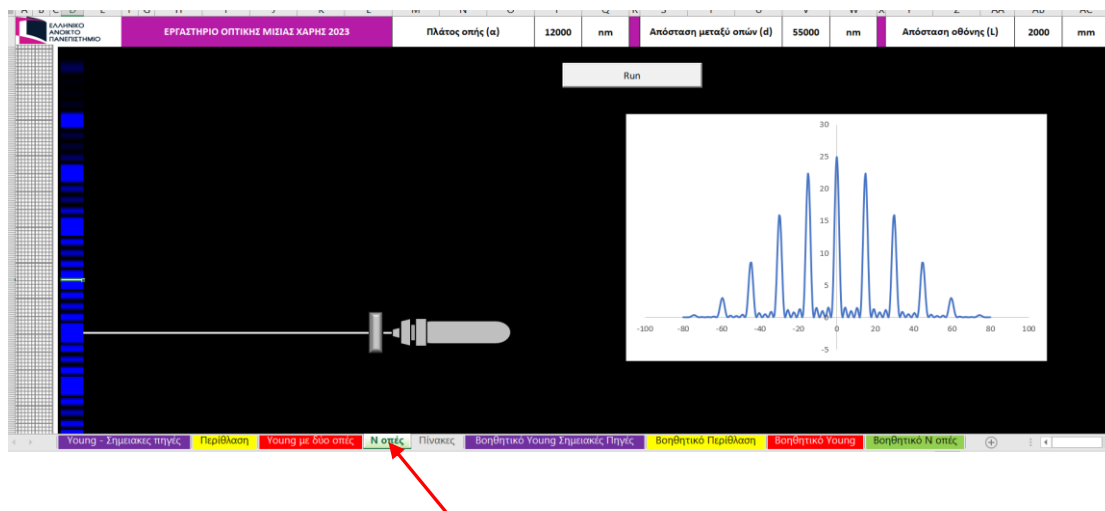 ΕΛΛΗΝΙΚΟ
ΑΝΟΙΚΤΟ
ΠΑΝΕΠΙΣΤΗΜΙΟ
ΕΡΓΑΣΤΗΡΙΟ ΟΠΤΙΚΗΣ ΜΙΣΙΑΣ ΧΑΡΗΣ 2023
Πλάτος οπής (α) 12000 nm
Απόσταση μεταξύ οπών (d) 55000 nm
Απόσταση οθόνης (L) 2000 mm
Run
30
25
20
15
10
5
0
-5
-100 -80 -60 -40 -20 0 20 40 60 80 100
Young - Σημειακες πηγές Περίθλαση Young με δύο οπές Ν οπές Πίνακες Βοηθητικό Young Σημειακές Πηγές Βοηθητικό Περίθλαση Βοηθητικό Young Βοηθητικό Ν οπές